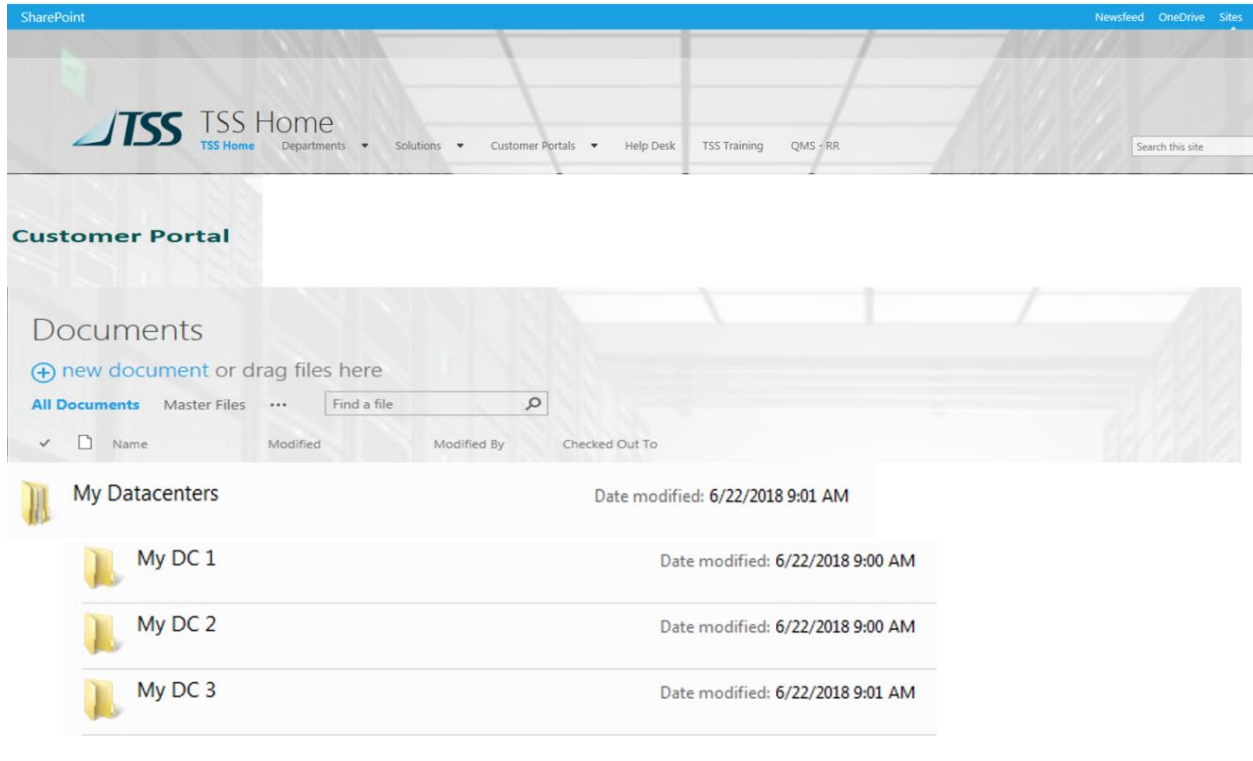 SharePoint Newsfeed OneDrive Sites
TSS TSS Home
TSS Home Departments Solutions Customer Portals Help Desk TSS Training QMS - RR Search this site
Customer Portal
Documents
new document or drag files here
All Documents Master Files ••• Find a file
Name Modified Modified By Checked Out To
My Datacenters Date modified: 6/22/2018 9:01 AM
My DC 1 Date modified: 6/22/2018 9:00 AM
My DC 2 Date modified: 6/22/2018 9:00 AM
My DC 3 Date modified: 6/22/2018 9:01 AM